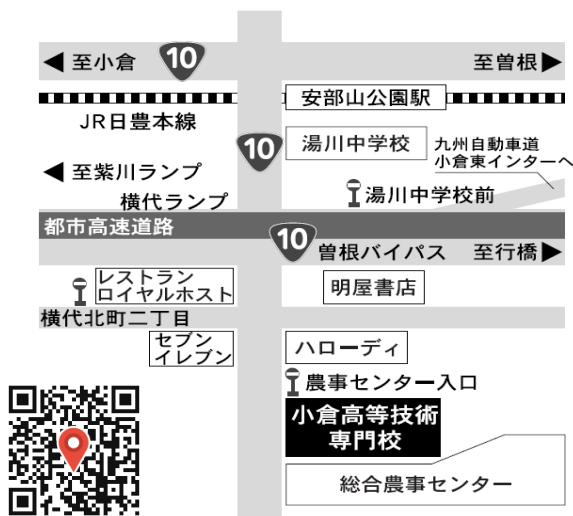 ◀ 至小倉
10
至曽根▶
安部山公園駅
JR日豊本線
10
湯川中学校
九州自動車道
小倉東インターへ
◀ 至紫川ランプ
横代ランプ
湯川中学校前
都市高速道路
10
曽根バイパス
至行橋▶
レストラン
ロイヤルホスト
明屋書店
横代北町二丁目
セブン
イレブン
ハローディ
農事センター入口
小倉高等技術
専門校
総合農事センター